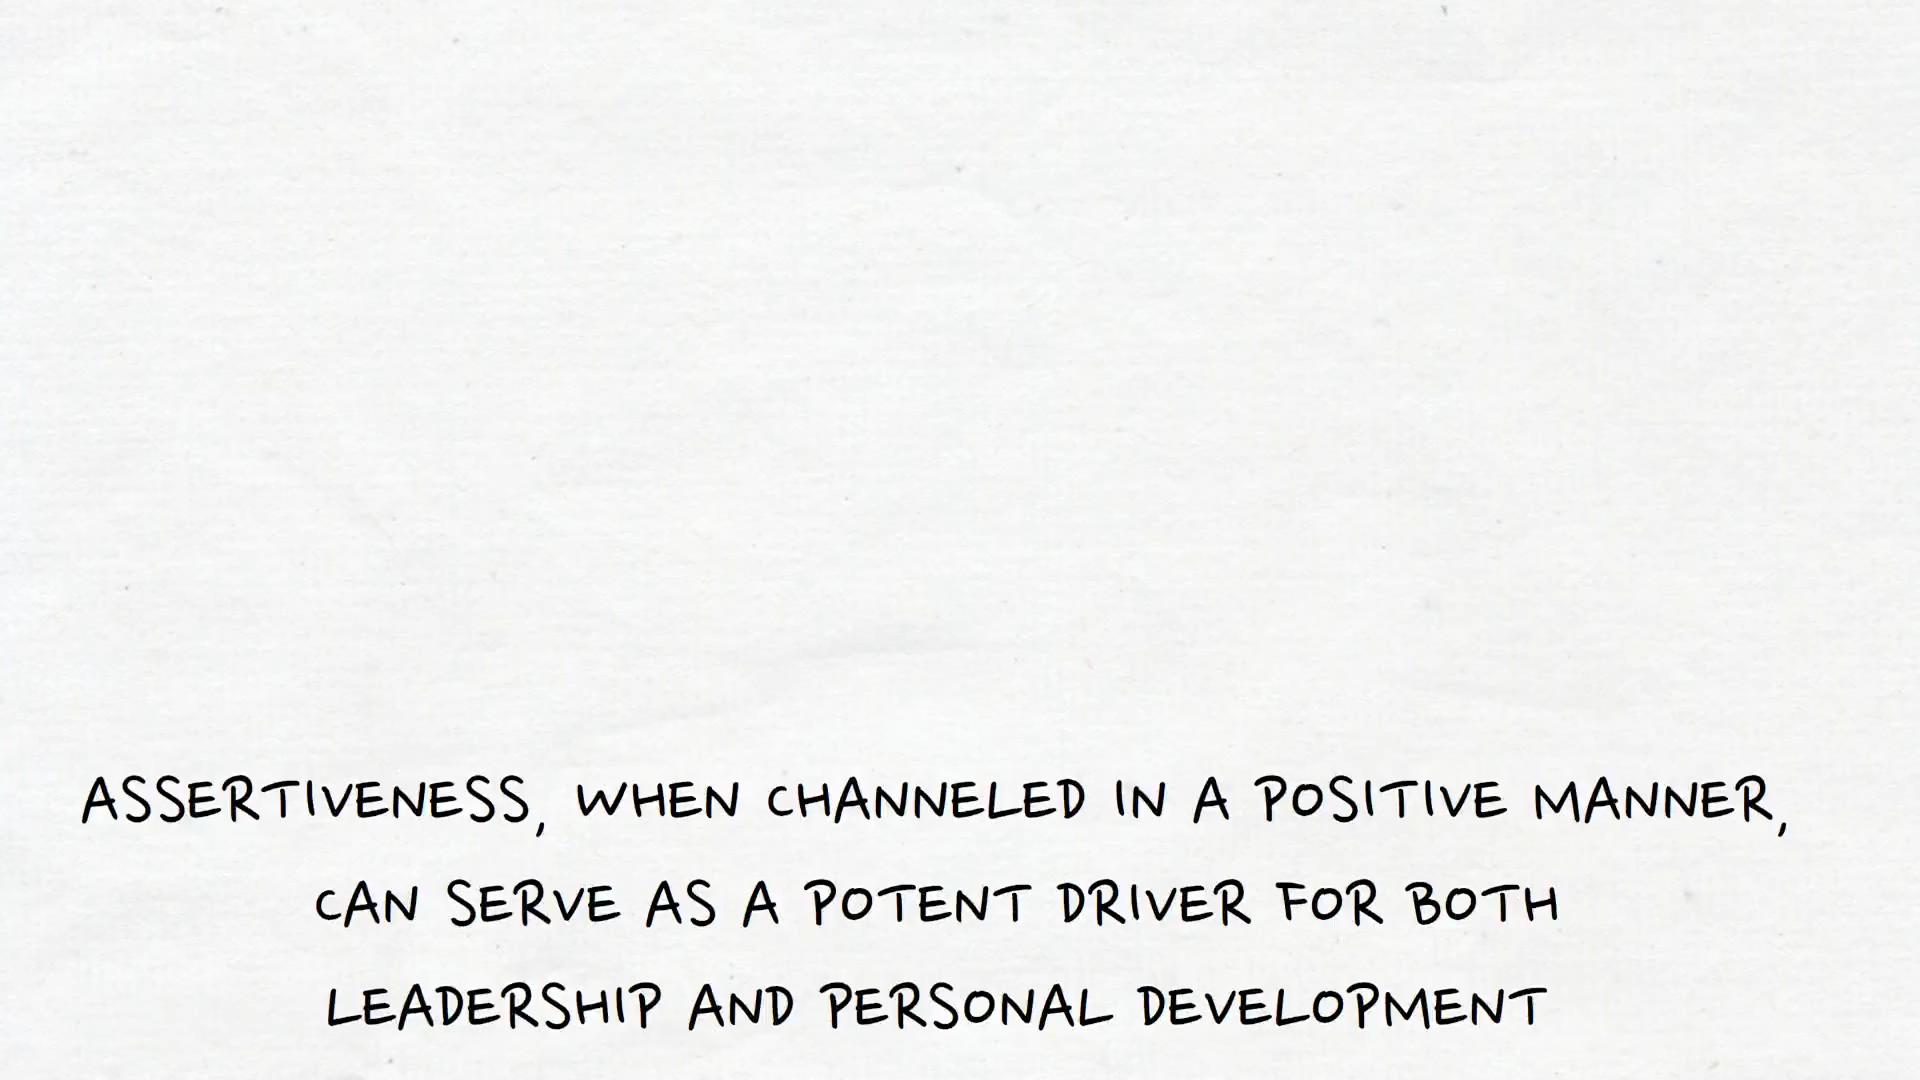 ASSERTIVENESS, WHEN CHANNELED IN A POSITIVE MANNER,
CAN SERVE AS A POTENT DRIVER FOR BOTH
LEADERSHIP AND PERSONAL DEVELOPMENT